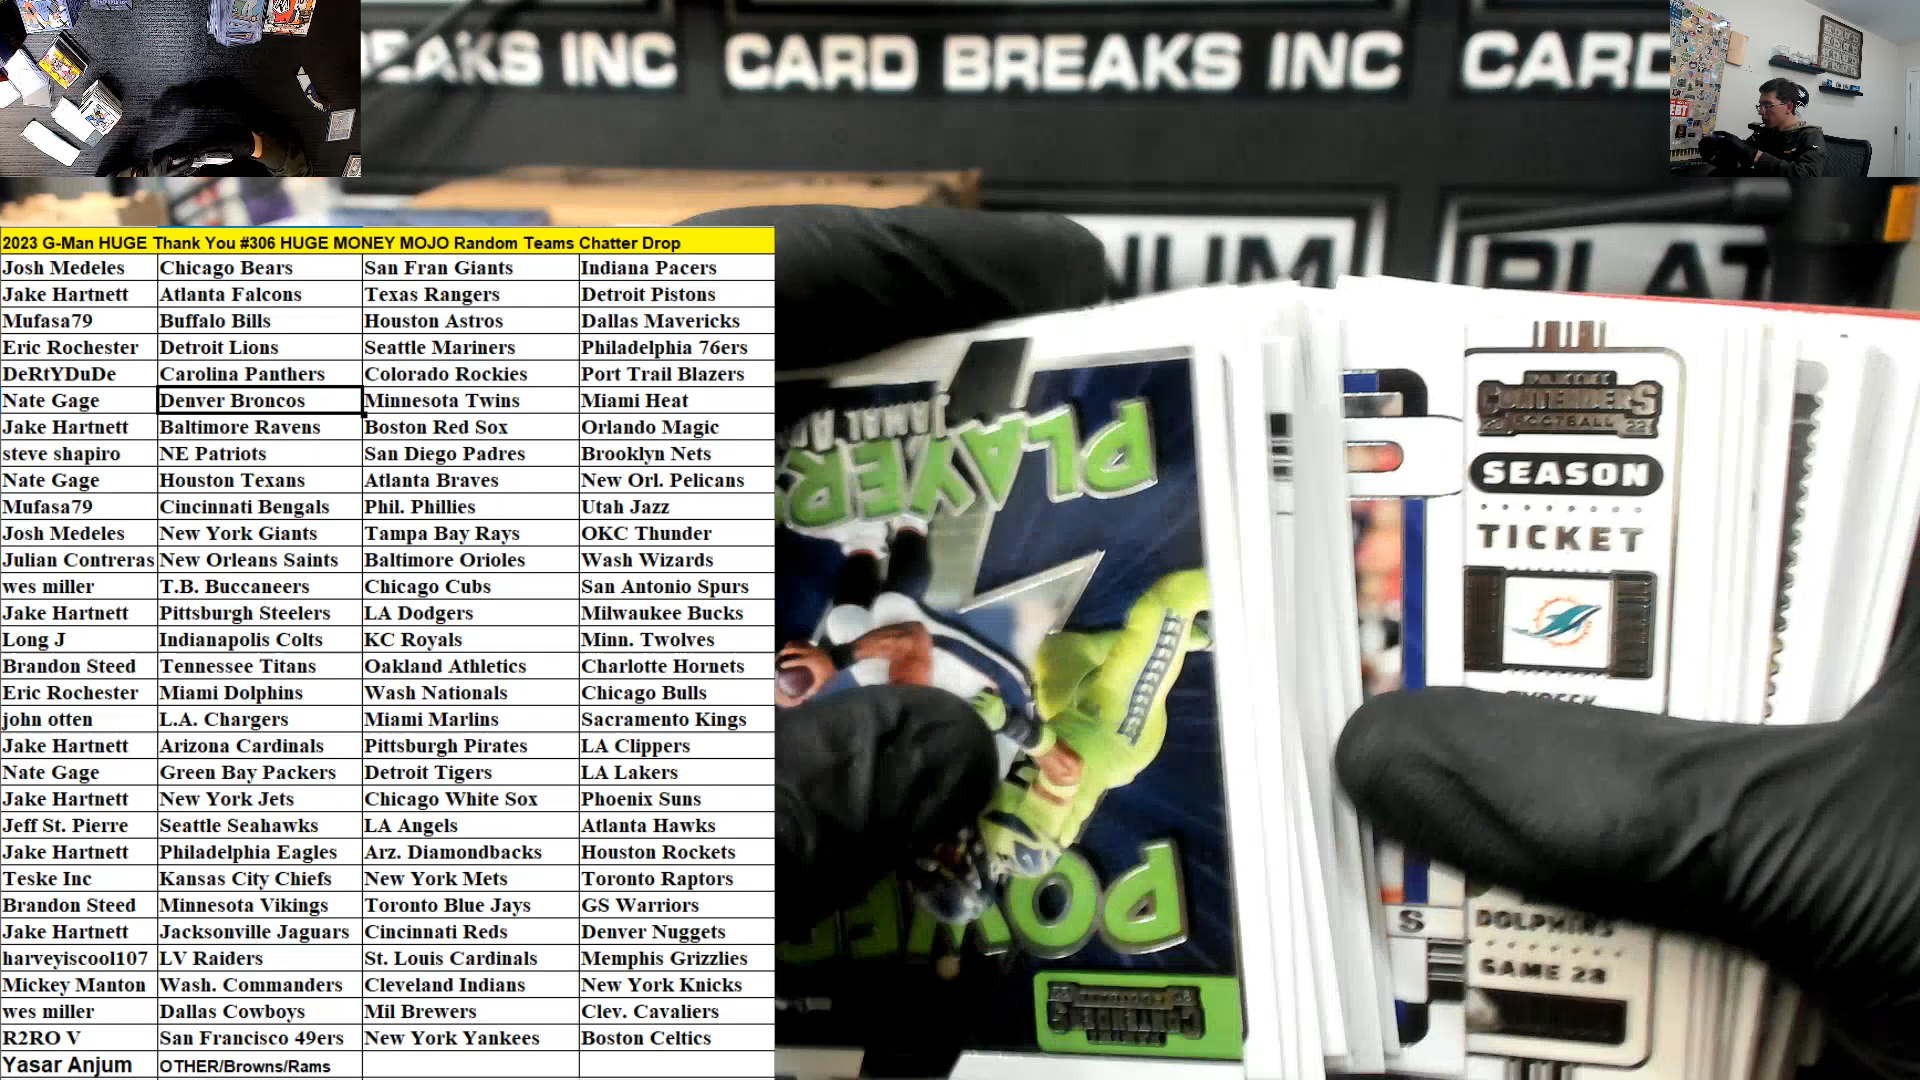 EAKS INC CARD BREAKS INC CARD
2023 G-Man HUGE Thank You #306 HUGE MONEY MOJO Random Teams Chatter Drop
Josh Medeles Chicago Bears San Fran Giants Indiana Pacers
Jake Hartnett Atlanta Falcons Texas Rangers Detroit Pistons
Mufasa79 Buffalo Bills Houston Astros Dallas Mavericks
Eric Rochester Detroit Lions Seattle Mariners Philadelphia 76ers
DeRtYDuDe Carolina Panthers Colorado Rockies Port Trail Blazers
Nate Gage Denver Broncos Minnesota Twins Miami Heat
Jake Hartnett Baltimore Ravens Boston Red Sox Orlando Magic
steve shapiro NE Patriots San Diego Padres Brooklyn Nets
Nate Gage Houston Texans Atlanta Braves New Orl. Pelicans
Mufasa79 Cincinnati Bengals Phil. Phillies Utah Jazz
Josh Medeles New York Giants Tampa Bay Rays OKC Thunder
Julian Contreras New Orleans Saints Baltimore Orioles Wash Wizards
wes miller T.B. Buccaneers Chicago Cubs San Antonio Spurs
Jake Hartnett Pittsburgh Steelers LA Dodgers Milwaukee Bucks
Long J Indianapolis Colts KC Royals Minn. Twolves
Brandon Steed Tennessee Titans Oakland Athletics Charlotte Hornets
Eric Rochester Miami Dolphins Wash Nationals Chicago Bulls
john otten L.A. Chargers Miami Marlins Sacramento Kings
Jake Hartnett Arizona Cardinals Pittsburgh Pirates LA Clippers
Nate Gage Green Bay Packers Detroit Tigers LA Lakers
Jake Hartnett New York Jets Chicago White Sox Phoenix Suns
Jeff St. Pierre Seattle Seahawks LA Angels Atlanta Hawks
Jake Hartnett Philadelphia Eagles Arz. Diamondbacks Houston Rockets
Teske Inc Kansas City Chiefs New York Mets Toronto Raptors
Brandon Steed Minnesota Vikings Toronto Blue Jays GS Warriors
Jake Hartnett Jacksonville Jaguars Cincinnati Reds Denver Nuggets
harveyiscool107 LV Raiders St. Louis Cardinals Memphis Grizzlies
Mickey Manton Wash. Commanders Cleveland Indians New York Knicks
wes miller Dallas Cowboys Mil Brewers Clev. Cavaliers
R2RO V San Francisco 49ers New York Yankees Boston Celtics
Yasar Anjum OTHER/Browns/Rams
NUM PLAT
PLAYER
JAMAL
POWER
PANINI
CONTENDERS
FOOTBALL 22
SEASON
TICKET
DOLPHINS
GAME 28
S